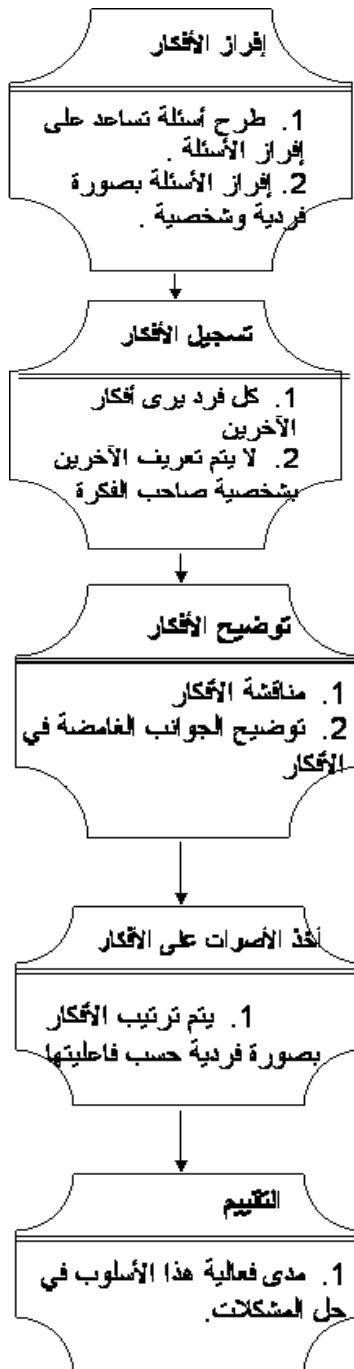 إفراز الأفكار
1. طرح أسئلة تساعد على
إفراز الأسئلة .
2. إفراز الأسئلة بصورة
فردية وشخصية .
تسجيل الأفكار
1. كل فرد يرى أفكار
الآخرين
2. لا يتم تعريف الآخرين
بشخصية صاحب الفكرة
توضيح الأفكار
1. مناقشة الأفكار
2. توضيح الجوانب الغامضة في
الأفكار
أخذ الأصوات على الأفكار
1. يتم ترتيب الأفكار
بصورة فردية حسب فاعليتها
التقييم
1. مدى فعالية هذا الأسلوب في
حل المشكلات.